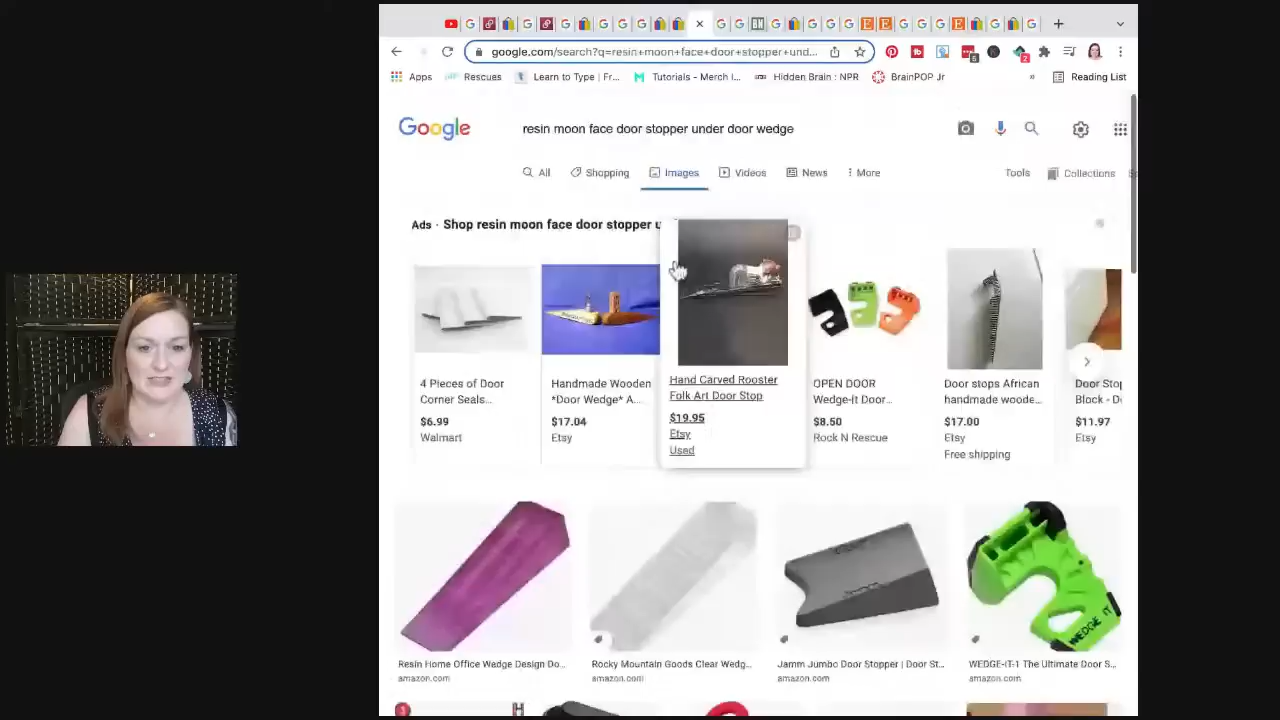 google.com/search?q=resin+moon+face+door+stopper+und...
5
2
Apps
Rescues
Learn to Type | Fr...
Tutorials - Merch I...
Hidden Brain : NPR
BrainPOP Jr
»
Reading List
Google
resin moon face door stopper under door wedge
All
Shopping
Images
Videos
News
More
Tools
Collections
Ads · Shop resin moon face door stopper u
4 Pieces of Door
Corner Seals...
$6.99
Walmart
Handmade Wooden
*Door Wedge* A...
$17.04
Etsy
Hand Carved Rooster
Folk Art Door Stop
$19.95
Etsy
Used
OPEN DOOR
Wedge-It Door...
$8.50
Rock N Rescue
Door stops African
handmade woode...
$17.00
Etsy
Free shipping
Door Stop
Block - Do
$11.97
Etsy
WEDGE IT
Resin Home Office Wedge Design Do...
amazon.com
Rocky Mountain Goods Clear Wedg...
amazon.com
Jamm Jumbo Door Stopper | Door St...
amazon.com
WEDGE-IT-1 The Ultimate Door S...
amazon.com